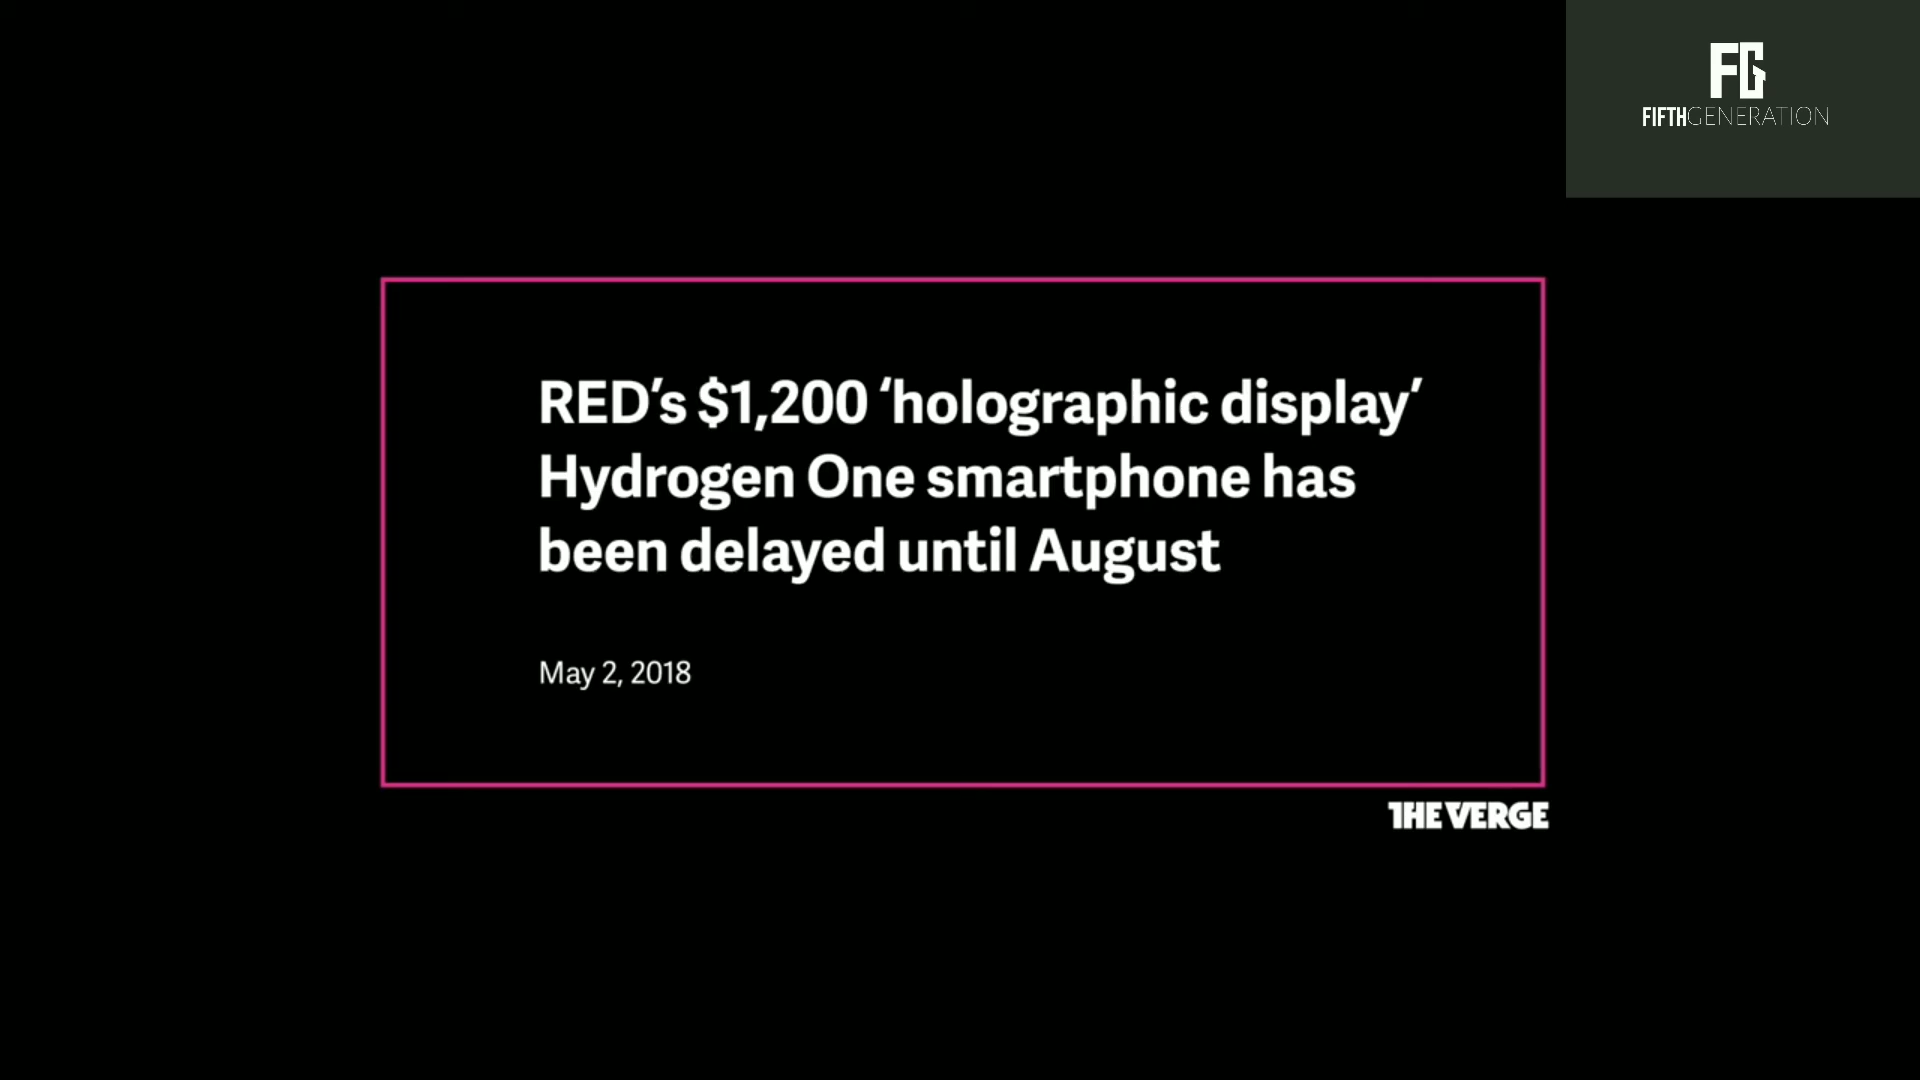 FG
FIFTHGENERATION
RED’s $1,200 ‘holographic display’
Hydrogen One smartphone has
been delayed until August
May 2, 2018
THE VERGE